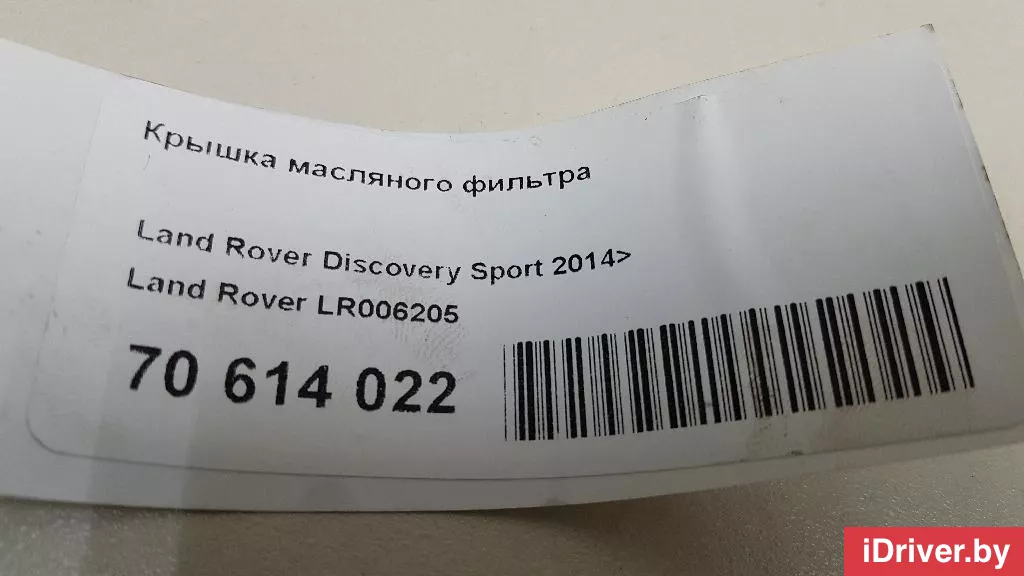 Крышка масляного фильтра
Land Rover Discovery Sport 2014>
Land Rover LR006205
70 614 022
iDriver.by